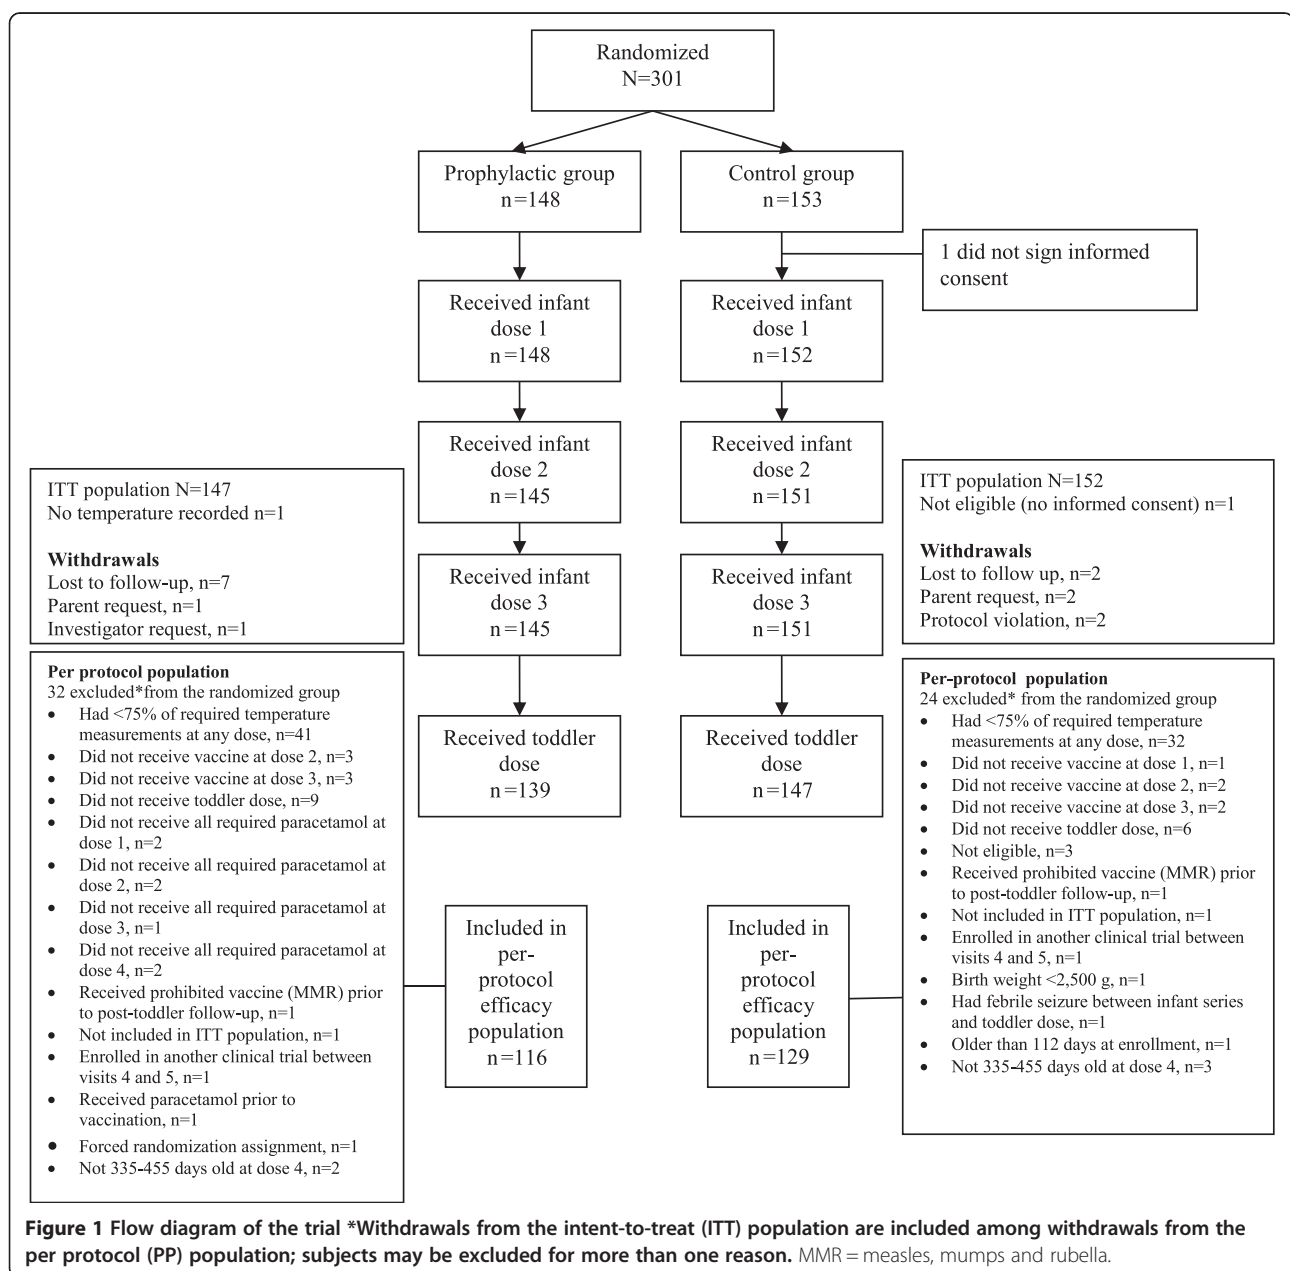 Randomized
N=301
Prophylactic group
n=148
Control group
n=153
1 did not sign informed
consent
Received infant
dose 1
n=148
Received infant
dose 1
n=152
Received infant
dose 2
n=145
Received infant
dose 2
n=151
ITT population N=147
No temperature recorded n=1
Withdrawals
Lost to follow-up, n=7
Parent request, n=1
Investigator request, n=1
ITT population N=152
Not eligible (no informed consent) n=1
Withdrawals
Lost to follow up, n=2
Parent request, n=2
Protocol violation, n=2
Received infant
dose 3
n=145
Received infant
dose 3
n=151
Per protocol population
32 excluded*from the randomized group
• Had <75% of required temperature
measurements at any dose, n=41
• Did not receive vaccine at dose 2, n=3
• Did not receive vaccine at dose 3, n=3
• Did not receive toddler dose, n=9
• Did not receive all required paracetamol at
dose 1, n=2
• Did not receive all required paracetamol at
dose 2, n=2
• Did not receive all required paracetamol at
dose 3, n=1
• Did not receive all required paracetamol at
dose 4, n=2
• Received prohibited vaccine (MMR) prior
to post-toddler follow-up, n=1
• Not included in ITT population, n=1
• Enrolled in another clinical trial between
visits 4 and 5, n=1
• Received paracetamol prior to
vaccination, n=1
• Forced randomization assignment, n=1
• Not 335-455 days old at dose 4, n=2
Received toddler
dose
n=139
Received toddler
dose
n=147
Per-protocol population
24 excluded* from the randomized group
• Had <75% of required temperature
measurements at any dose, n=32
• Did not receive vaccine at dose 1, n=1
• Did not receive vaccine at dose 2, n=2
• Did not receive vaccine at dose 3, n=2
• Did not receive toddler dose, n=6
• Not eligible, n=3
• Received prohibited vaccine (MMR) prior
to post-toddler follow-up, n=1
• Not included in ITT population, n=1
• Enrolled in another clinical trial between
visits 4 and 5, n=1
• Birth weight <2,500 g, n=1
• Had febrile seizure between infant series
and toddler dose, n=1
• Older than 112 days at enrollment, n=1
• Not 335-455 days old at dose 4, n=3
Included in
per-
protocol
efficacy
population
n=116
Included in
per-
protocol
efficacy
population
n=129
Figure 1 Flow diagram of the trial *Withdrawals from the intent-to-treat (ITT) population are included among withdrawals from the
per protocol (PP) population; subjects may be excluded for more than one reason. MMR = measles, mumps and rubella.